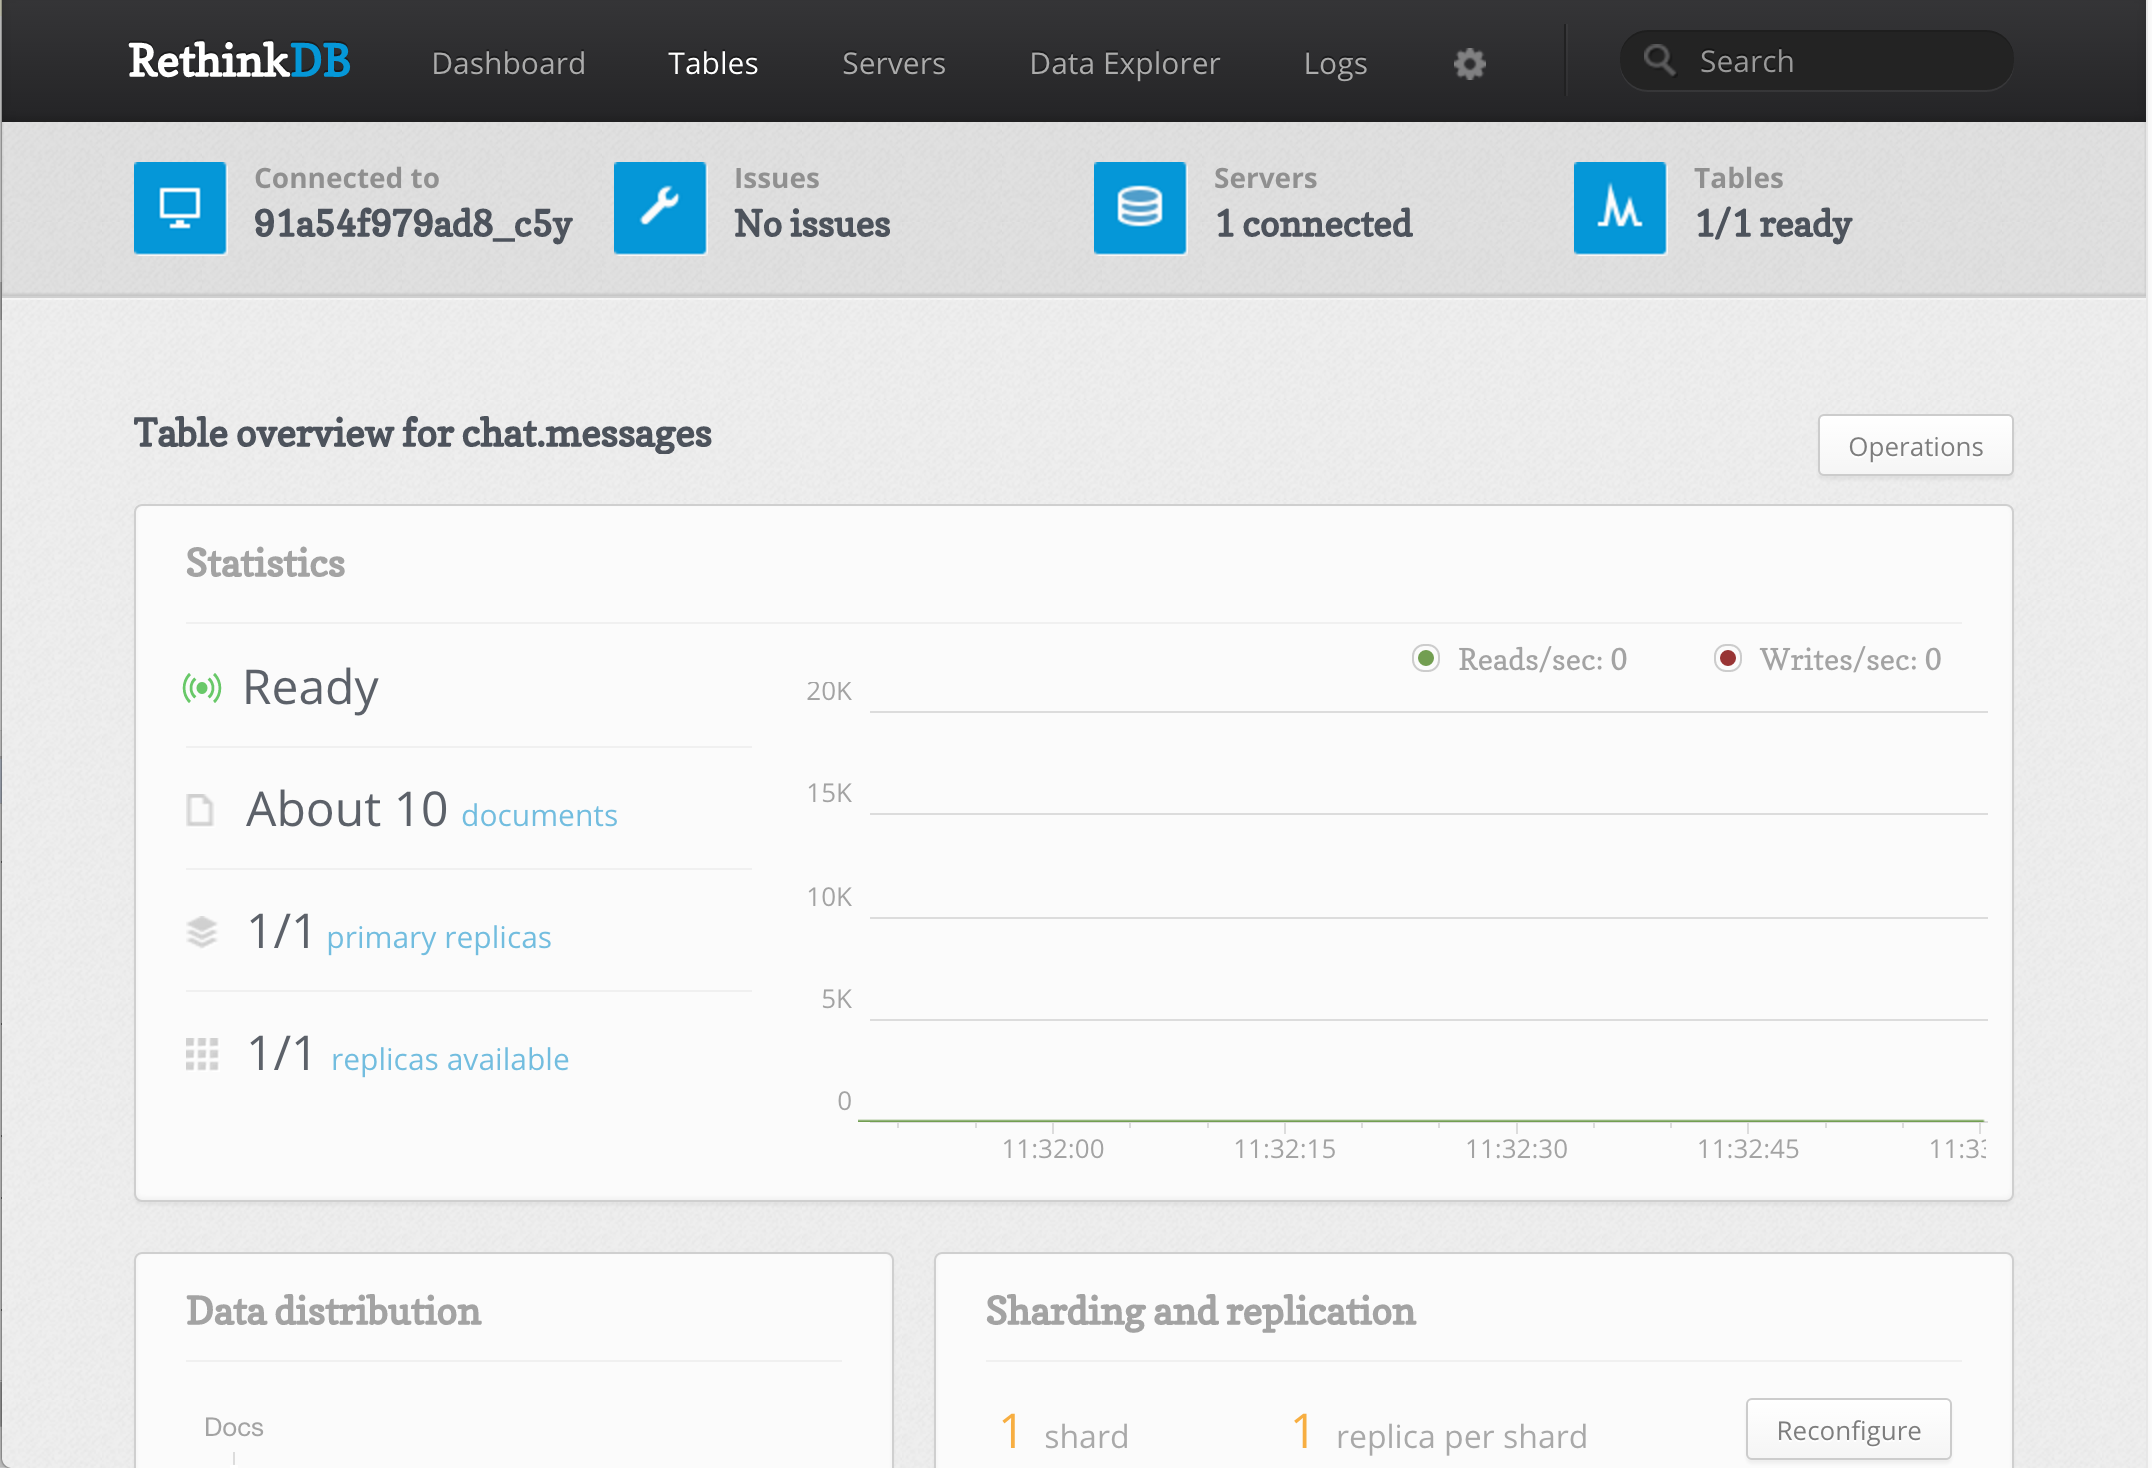 RethinkDB Dashboard Tables Servers Data Explorer Logs Search
Connected to
91a54f979ad8_c5y
Issues
No issues
Servers
1 connected
Tables
1/1 ready
Table overview for chat.messages
Operations
Statistics
Ready
About 10 documents
1/1 primary replicas
1/1 replicas available
Reads/sec: 0 Writes/sec: 0
20K
15K
10K
5K
0
11:32:00 11:32:15 11:32:30 11:32:45
Data distribution
Docs
Sharding and replication
1 shard 1 replica per shard Reconfigure